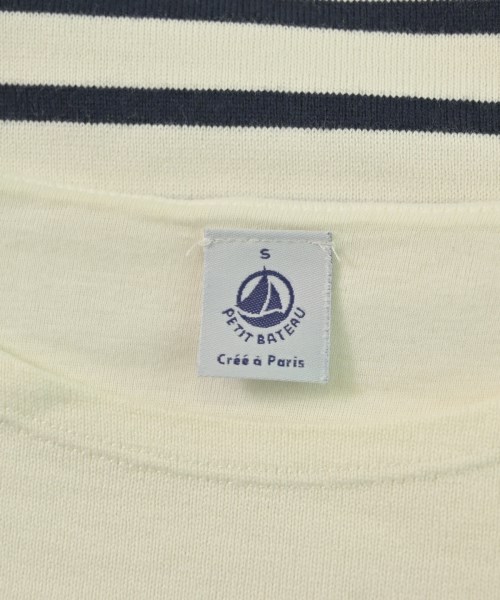 S
PETIT BATEAU
Créé à Paris